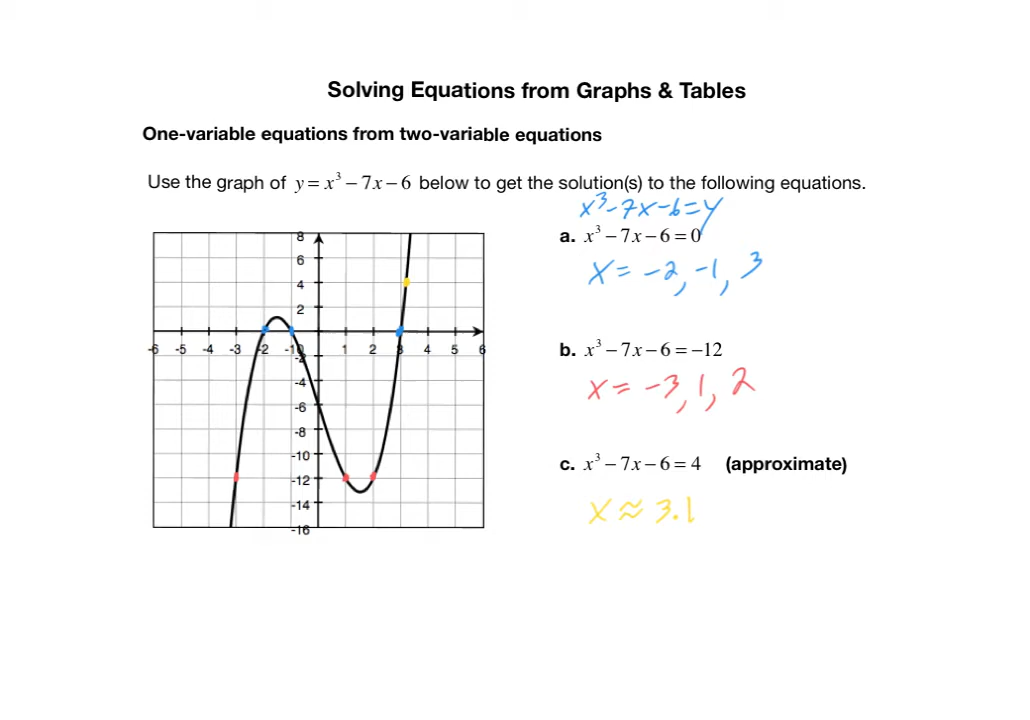 Solving Equations from Graphs & Tables
One-variable equations from two-variable equations
Use the graph of y = x³ – 7x – 6 below to get the solution(s) to the following equations.
x³-7x-6=y
a. x³ – 7x – 6 = 0
x = -2, -1, 3
b. x³ – 7x – 6 = –12
x = -3, 1, 2
c. x³ – 7x – 6 = 4 (approximate)
x ≈ 3.1
8
6
4
2
-6 -5 -4 -3 -2 -1 0 1 2 3 4 5 6
-2
-4
-6
-8
-10
-12
-14
-16